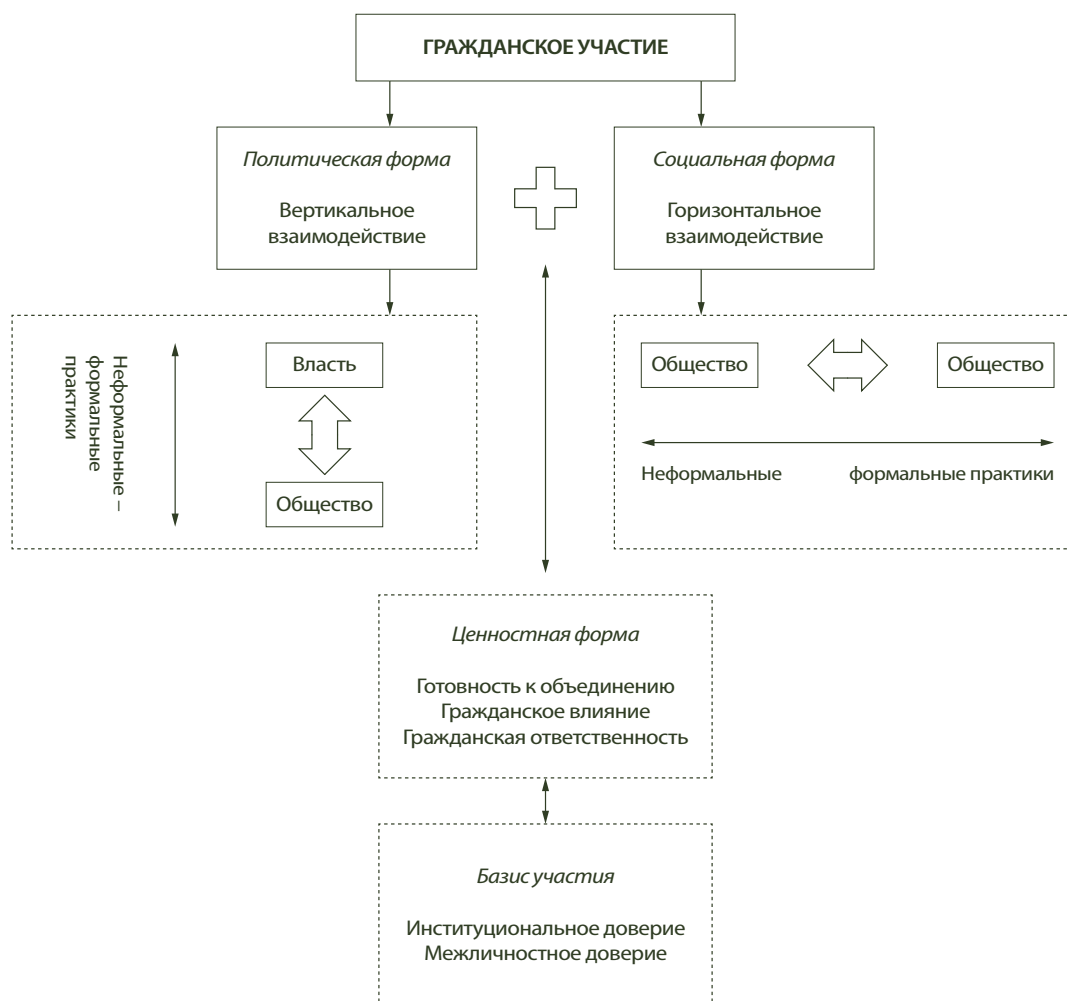 ГРАЖДАНСКОЕ УЧАСТИЕ
Политическая форма
Вертикальное
взаимодействие
Социальная форма
Горизонтальное
взаимодействие
Неформальные –
формальные
практики
Власть
Общество
Общество
Общество
Неформальные
формальные практики
Ценностная форма
Готовность к объединению
Гражданское влияние
Гражданская ответственность
Базис участия
Институциональное доверие
Межличностное доверие